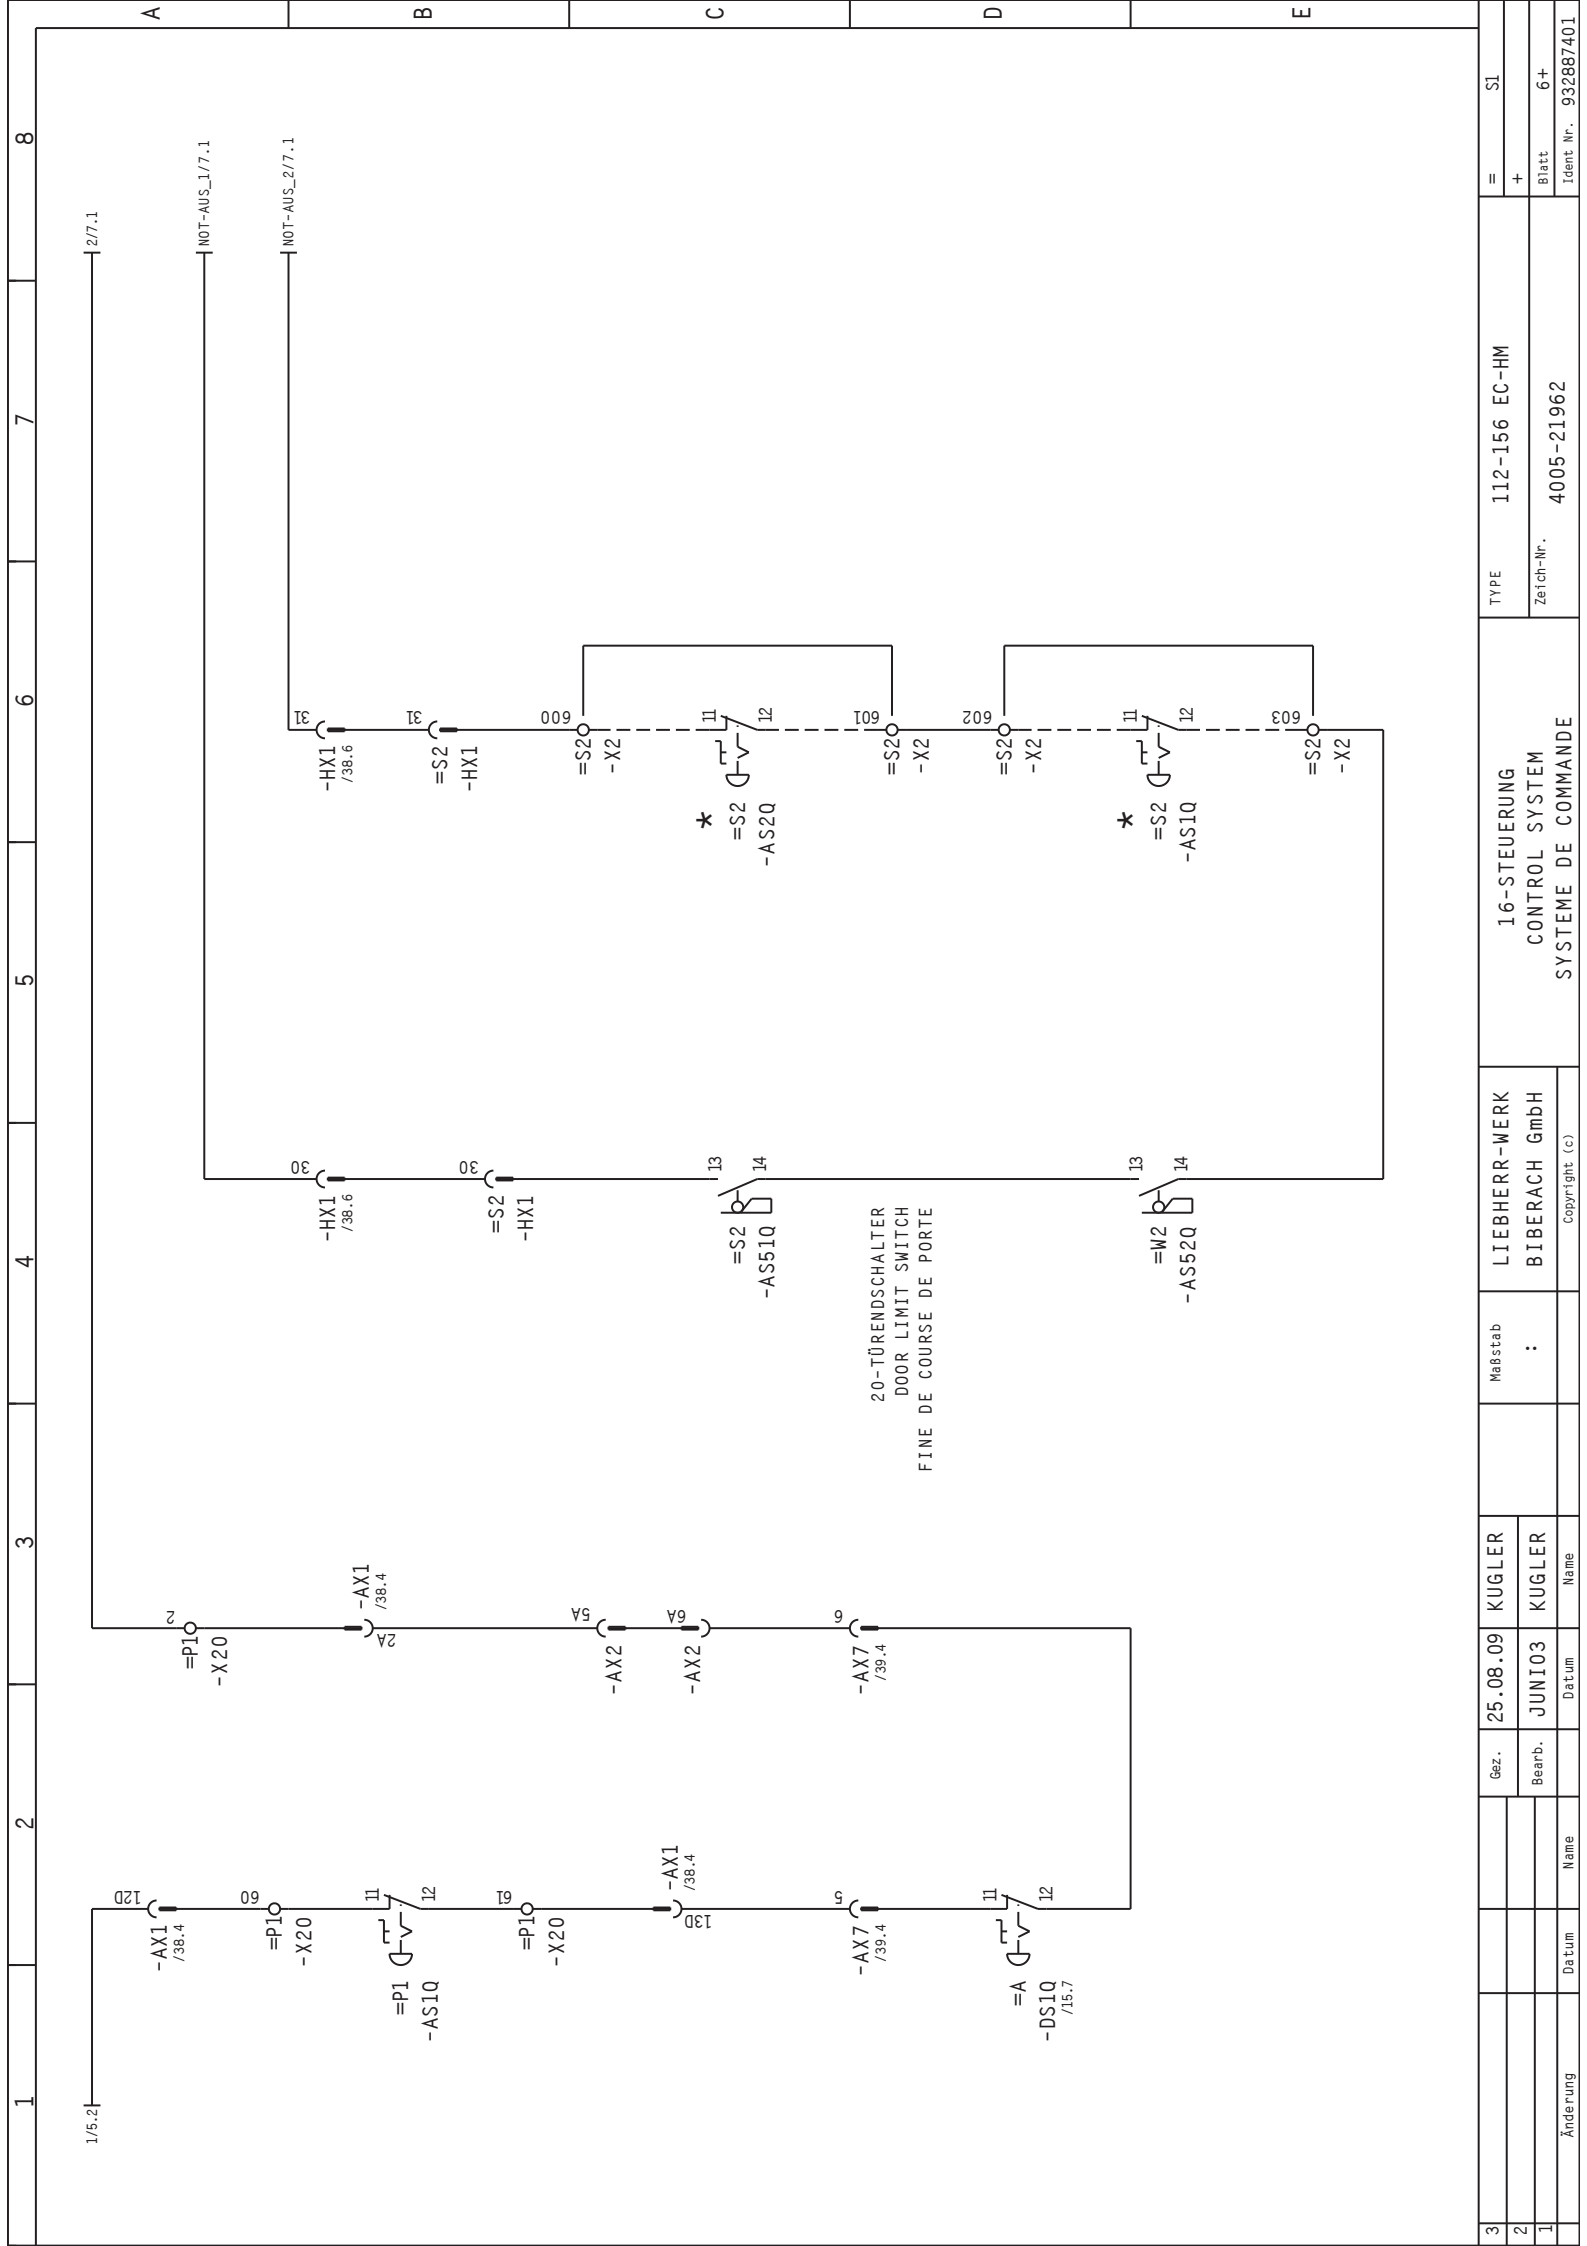 1
2
3
4
5
6
7
8
A
B
C
D
E
1/5.2
12D
-AX1
/38.4
60
=P1
-X20
11
12
=P1
-AS1Q
61
=P1
-X20
-AX1
/38.4
13D
5
-AX7
/39.4
11
12
=A
-DS1Q
/15.7
2
=P1
-X20
-AX1
/38.4
2A
5A
-AX2
6A
-AX2
6
-AX7
/39.4
30
-HX1
/38.6
30
=S2
-HX1
13
14
=S2
-AS51Q
20-TÜRENDSCHALTER
DOOR LIMIT SWITCH
FINE DE COURSE DE PORTE
13
14
=W2
-AS52Q
31
-HX1
/38.6
31
=S2
-HX1
600
=S2
-X2
11
12
*
=S2
-AS2Q
601
=S2
-X2
602
=S2
-X2
11
12
*
=S2
-AS1Q
603
=S2
-X2
2/7.1
NOT-AUS_1/7.1
NOT-AUS_2/7.1
3
2
1
Änderung
Datum
Name
Gez.
25.08.09
KUGLER
Bearb.
JUNI03
KUGLER
Datum
Name
Maßstab
:
LIEBHERR-WERK
BIBERACH GmbH
Copyright (c)
16-STEUERUNG
CONTROL SYSTEM
SYSTEME DE COMMANDE
TYPE 112-156 EC-HM
Zeich-Nr. 4005-21962
= S1
+
Blatt 6+
Ident Nr. 932887401